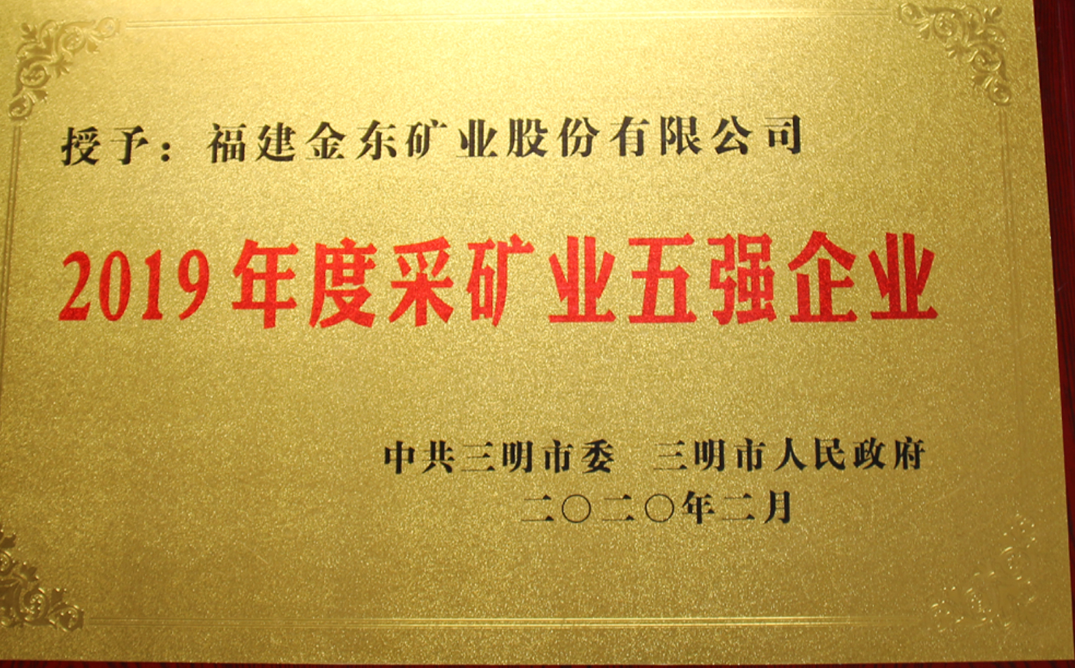 授予：福建金东矿业股份有限公司
2019年度采矿业五强企业
中共三明市委 三明市人民政府
二〇二〇年二月